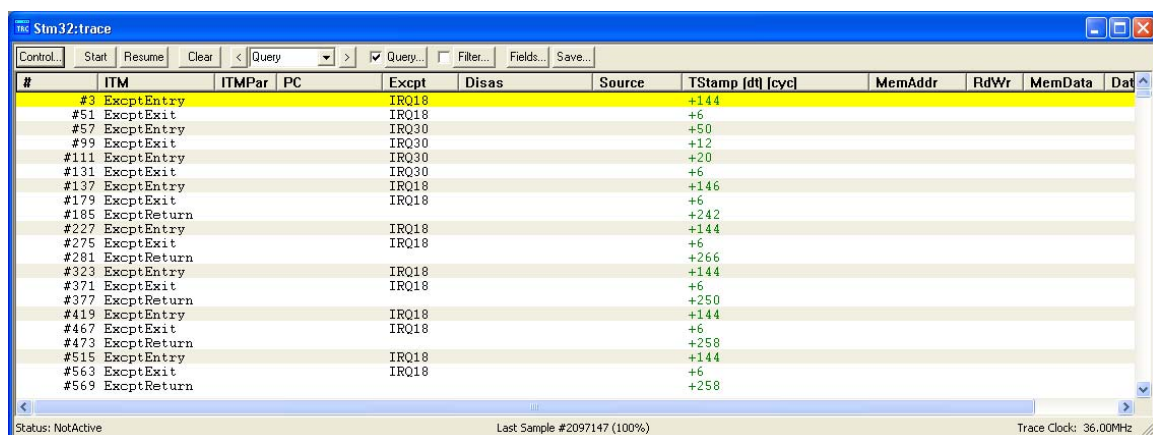 TRC Stm32:trace
Control... Start Resume Clear < Query > Query... Filter... Fields... Save...
# ITM ITMPar PC Excpt Disas Source TStamp |dt| |cyc| MemAddr RdWr MemData Dat
#3 ExcptEntry IRQ18 +144
#51 ExcptExit IRQ18 +6
#57 ExcptEntry IRQ30 +50
#99 ExcptExit IRQ30 +12
#111 ExcptEntry IRQ30 +20
#131 ExcptExit IRQ30 +6
#137 ExcptEntry IRQ18 +146
#179 ExcptExit IRQ18 +6
#185 ExcptReturn +242
#227 ExcptEntry IRQ18 +144
#275 ExcptExit IRQ18 +6
#281 ExcptReturn +266
#323 ExcptEntry IRQ18 +144
#371 ExcptExit IRQ18 +6
#377 ExcptReturn +250
#419 ExcptEntry IRQ18 +144
#467 ExcptExit IRQ18 +6
#473 ExcptReturn +258
#515 ExcptEntry IRQ18 +144
#563 ExcptExit IRQ18 +6
#569 ExcptReturn +258
Status: NotActive Last Sample #2097147 (100%) Trace Clock: 36.00MHz